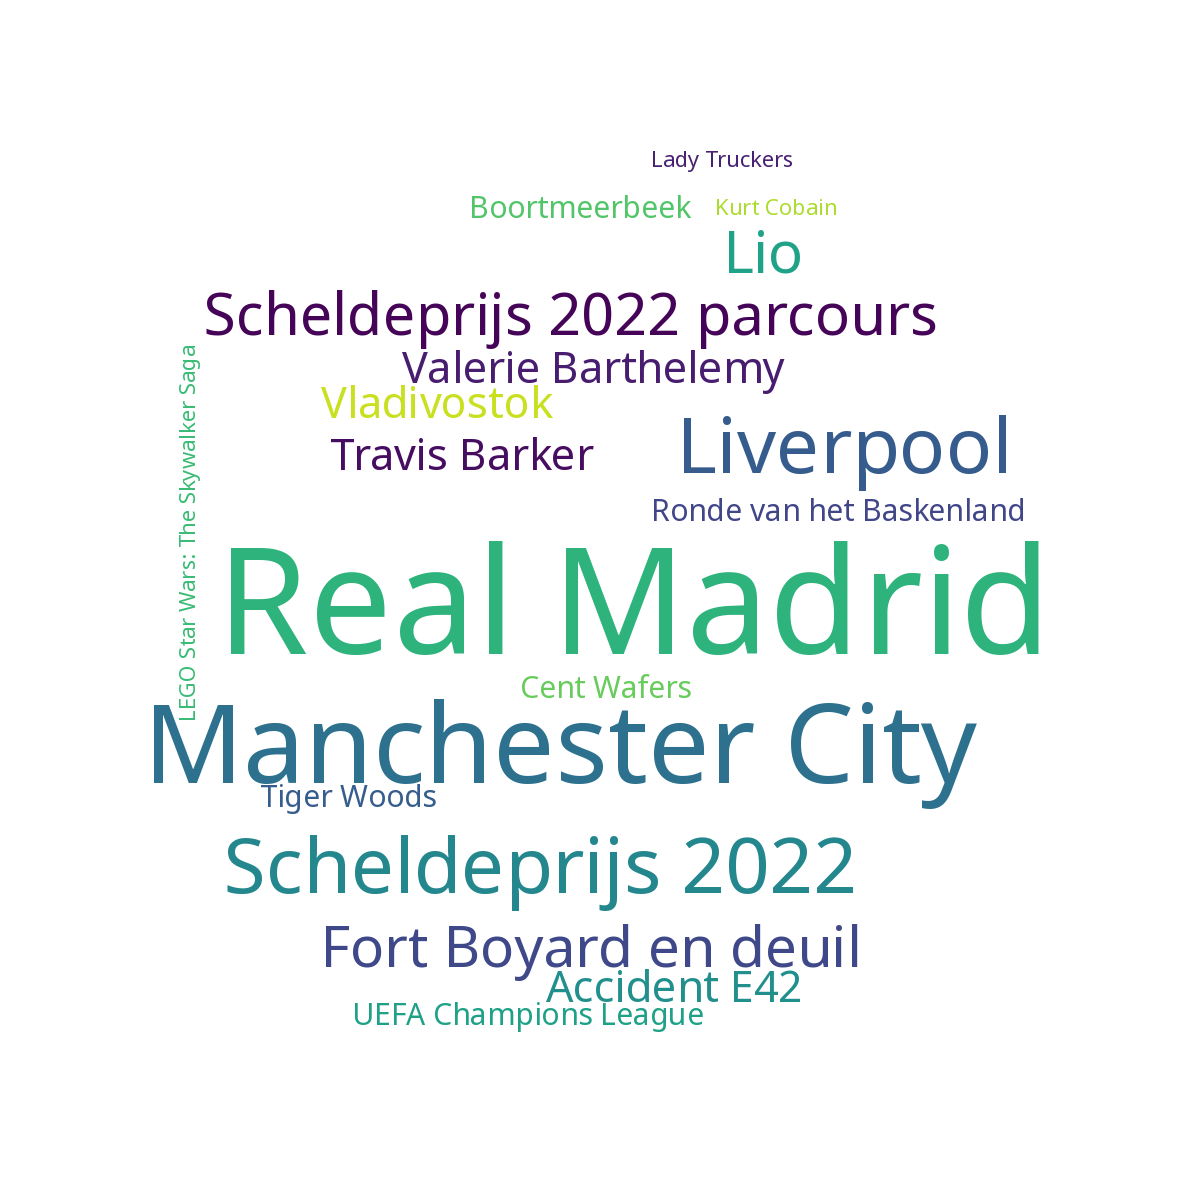 Lady Truckers
Boortmeerbeek
Kurt Cobain
Lio
Scheldeprijs 2022 parcours
Valerie Barthelemy
Vladivostok
Travis Barker
Liverpool
LEGO Star Wars: The Skywalker Saga
Ronde van het Baskenland
Real Madrid
Cent Wafers
Manchester City
Tiger Woods
Scheldeprijs 2022
Fort Boyard en deuil
Accident E42
UEFA Champions League